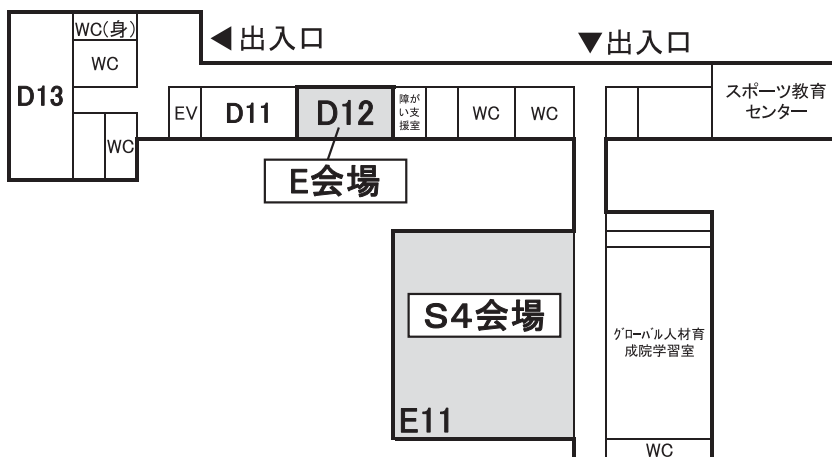 WC(身)
◀出入口
▼出入口
WC
D13
スポーツ教育
センター
EV
D11
D12
障がい
い支
援室
WC
WC
WC
E会場
S4会場
グローバル人材育
成院学習室
E11
WC